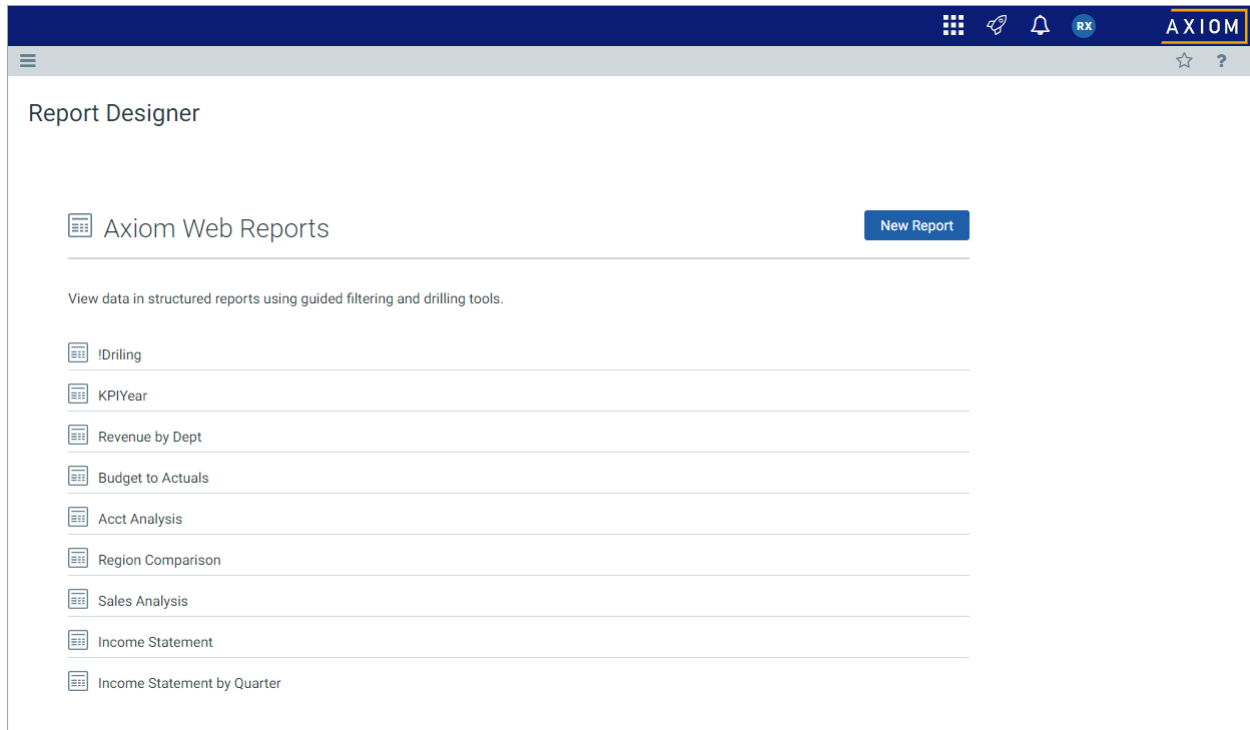 RX
AXIOM
?
Report Designer
Axiom Web Reports
New Report
View data in structured reports using guided filtering and drilling tools.
!Driling
KPIYear
Revenue by Dept
Budget to Actuals
Acct Analysis
Region Comparison
Sales Analysis
Income Statement
Income Statement by Quarter